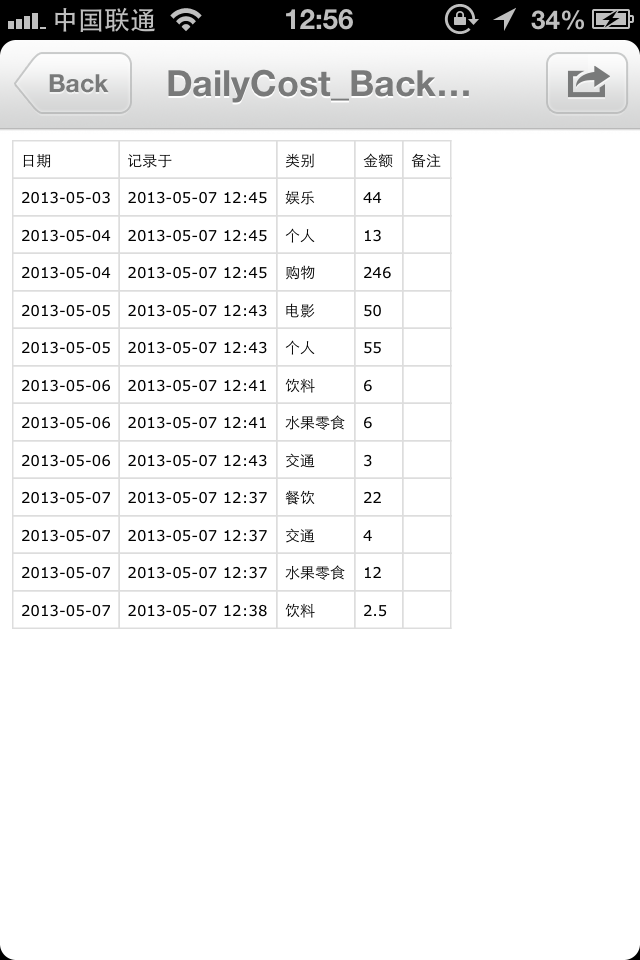 中国联通 12:56 34%
Back DailyCost_Back...
日期 记录于 类别 金额 备注
2013-05-03 2013-05-07 12:45 娱乐 44
2013-05-04 2013-05-07 12:45 个人 13
2013-05-04 2013-05-07 12:45 购物 246
2013-05-05 2013-05-07 12:43 电影 50
2013-05-05 2013-05-07 12:43 个人 55
2013-05-06 2013-05-07 12:41 饮料 6
2013-05-06 2013-05-07 12:41 水果零食 6
2013-05-06 2013-05-07 12:43 交通 3
2013-05-07 2013-05-07 12:37 餐饮 22
2013-05-07 2013-05-07 12:37 交通 4
2013-05-07 2013-05-07 12:37 水果零食 12
2013-05-07 2013-05-07 12:38 饮料 2.5